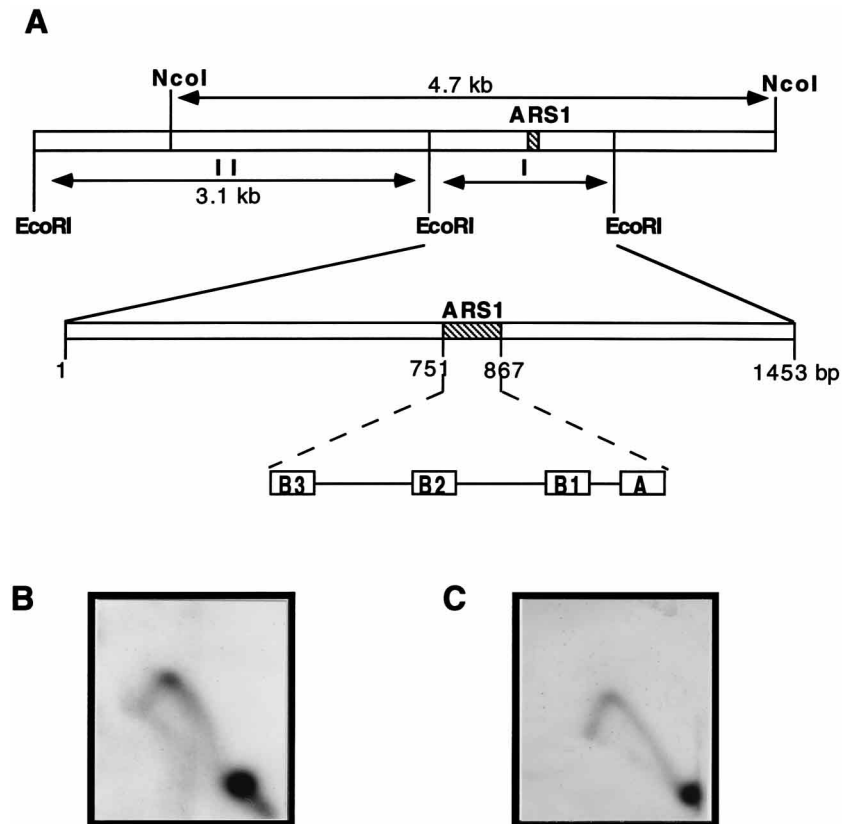 A
NcoI
4.7 kb
NcoI
ARS1
I I
I
3.1 kb
EcoRI
EcoRI
EcoRI
ARS1
1
751
867
1453 bp
B3
B2
B1
A
B
C